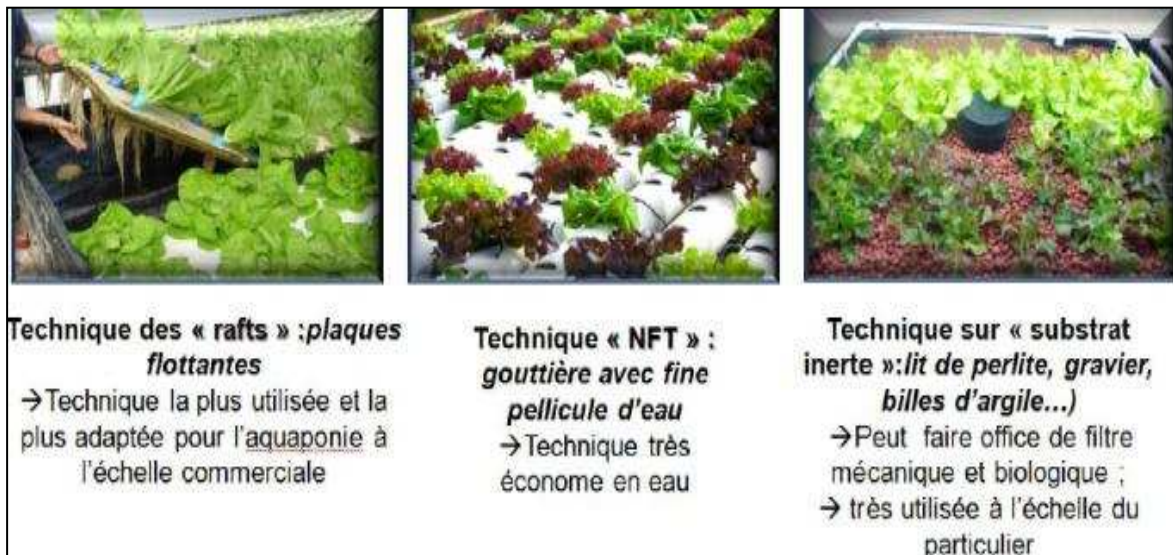 Technique des « rafts » :plaques
flottantes
→Technique la plus utilisée et la
plus adaptée pour l'aquaponie à
l'échelle commerciale
Technique « NFT » :
gouttière avec fine
pellicule d'eau
→Technique très
économe en eau
Technique sur « substrat
inerte »:lit de perlite, gravier,
billes d'argile...)
→Peut faire office de filtre
mécanique et biologique ;
→ très utilisée à l'échelle du
particulier